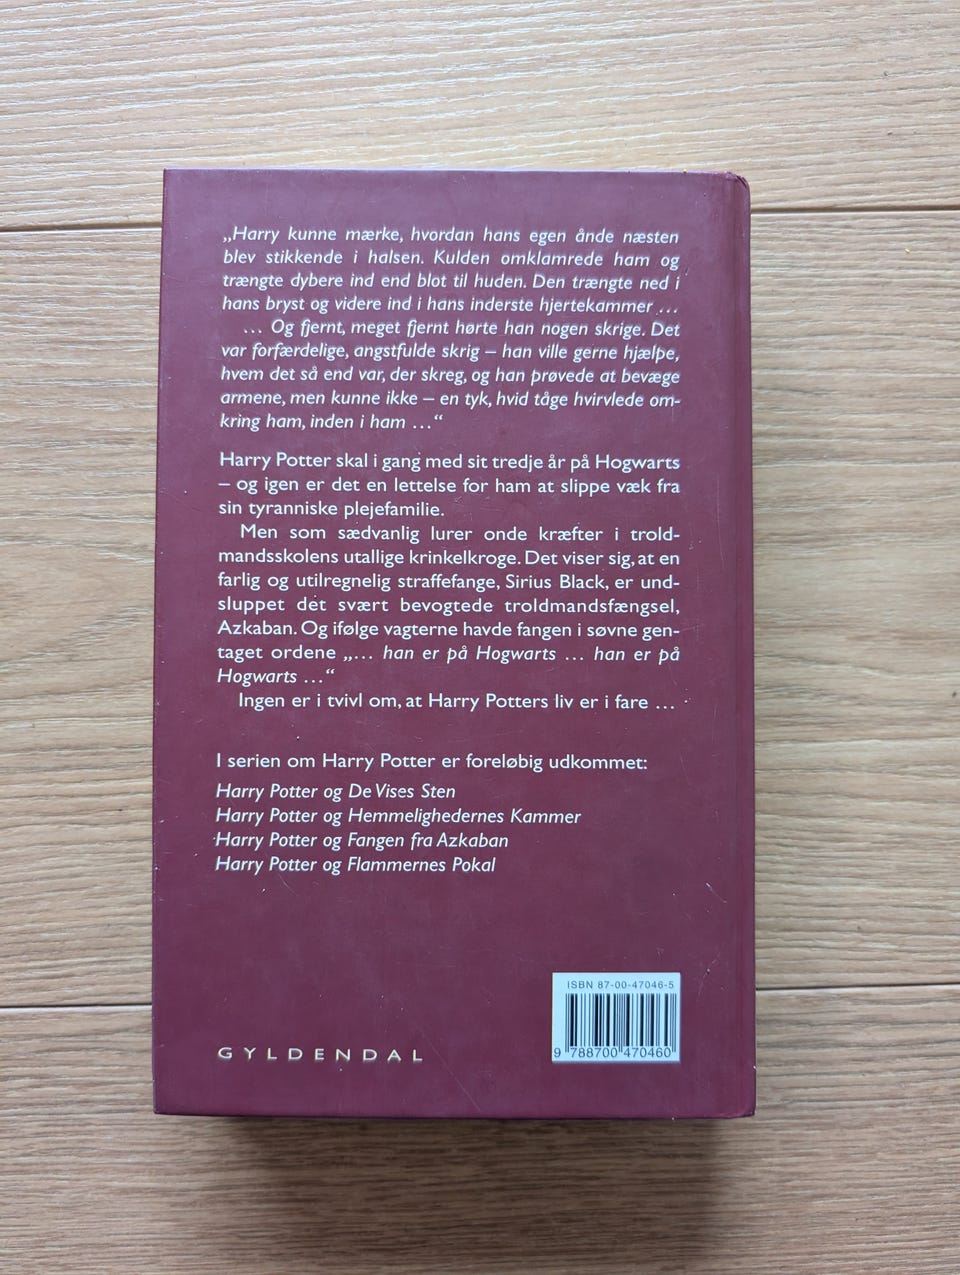 „Harry kunne mærke, hvordan hans egen ånde næsten
blev stikkende i halsen. Kulden omklamrede ham og
trængte dybere ind end blot til huden. Den trængte ned i
hans bryst og videre ind i hans inderste hjertekammer …
… Og fjernt, meget fjernt hørte han nogen skrige. Det
var forfærdelige, angstfulde skrig – han ville gerne hjælpe,
hvem det så end var, der skreg, og han prøvede at bevæge
armene, men kunne ikke – en tyk, hvid tåge hvirvlede om-
kring ham, inden i ham …“
Harry Potter skal i gang med sit tredje år på Hogwarts
– og igen er det en lettelse for ham at slippe væk fra
sin tyranniske plejefamilie.
Men som sædvanlig lurer onde kræfter i trold-
mandsskolens utallige krinkelkroge. Det viser sig, at en
farlig og utilregnelig straffefange, Sirius Black, er und-
sluppet det svært bevogtede troldmandsfængsel,
Azkaban. Og ifølge vagterne havde fangen i søvne gen-
taget ordene „… han er på Hogwarts … han er på
Hogwarts …“
Ingen er i tvivl om, at Harry Potters liv er i fare …
I serien om Harry Potter er foreløbig udkommet:
Harry Potter og De Vises Sten
Harry Potter og Hemmelighedernes Kammer
Harry Potter og Fangen fra Azkaban
Harry Potter og Flammernes Pokal
ISBN 87-00-47046-5
9 788700 470460
GYLDENDAL